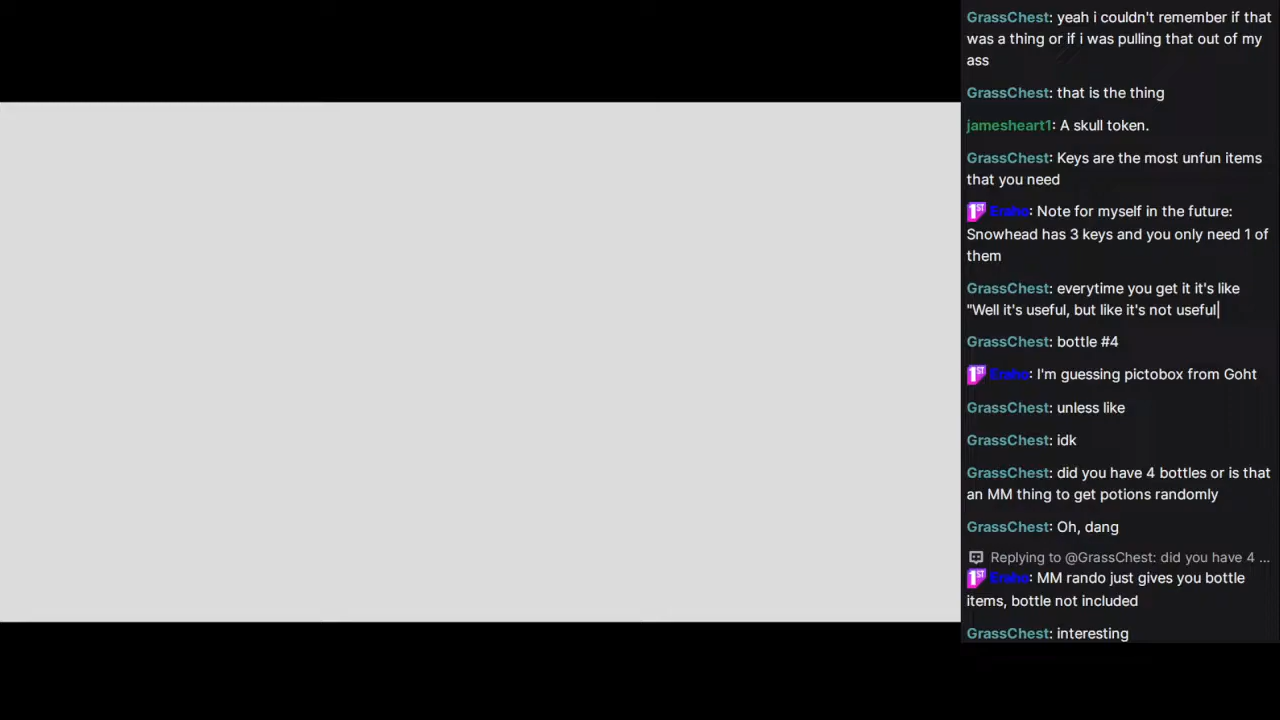 GrassChest: yeah i couldn't remember if that
was a thing or if i was pulling that out of my
ass
GrassChest: that is the thing
jamesheart1: A skull token.
GrassChest: Keys are the most unfun items
that you need
1ST Eraho: Note for myself in the future:
Snowhead has 3 keys and you only need 1 of
them
GrassChest: everytime you get it it's like
"Well it's useful, but like it's not useful|
GrassChest: bottle #4
1ST Eraho: I'm guessing pictobox from Goht
GrassChest: unless like
GrassChest: idk
GrassChest: did you have 4 bottles or is that
an MM thing to get potions randomly
GrassChest: Oh, dang
Replying to @GrassChest: did you have 4 ...
1ST Eraho: MM rando just gives you bottle
items, bottle not included
GrassChest: interesting